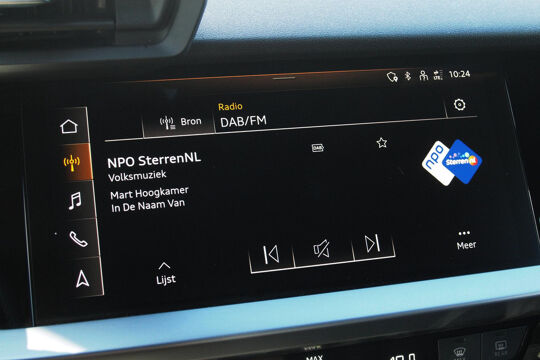 10:24
Radio
Bron
DAB/FM
NPO SterrenNL
DAB
Volksmuziek
Mart Hoogkamer
In De Naam Van
npo
SterrenNL
Lijst
Meer
MAX
REAR